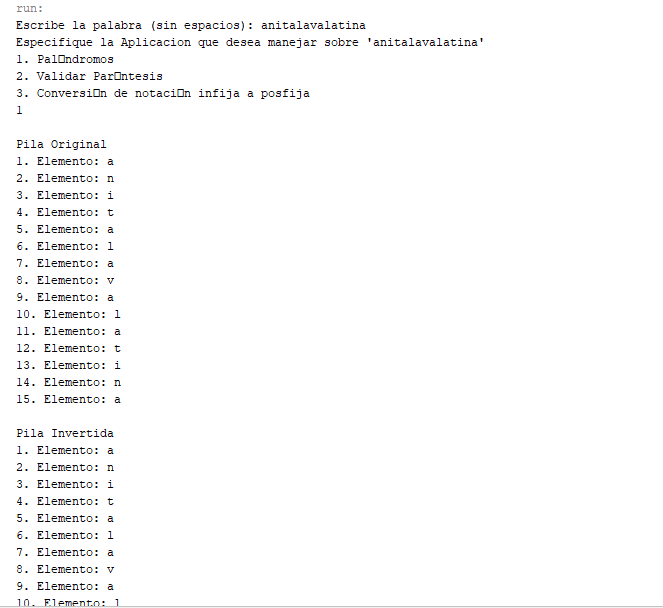 run:
Escribe la palabra (sin espacios): anitalavalatina
Especifique la Aplicacion que desea manejar sobre 'anitalavalatina'
1. Pal□ndromos
2. Validar Par□ntesis
3. Conversi□n de notaci□n infija a posfija
1
Pila Original
1. Elemento: a
2. Elemento: n
3. Elemento: i
4. Elemento: t
5. Elemento: a
6. Elemento: l
7. Elemento: a
8. Elemento: v
9. Elemento: a
10. Elemento: l
11. Elemento: a
12. Elemento: t
13. Elemento: i
14. Elemento: n
15. Elemento: a
Pila Invertida
1. Elemento: a
2. Elemento: n
3. Elemento: i
4. Elemento: t
5. Elemento: a
6. Elemento: l
7. Elemento: a
8. Elemento: v
9. Elemento: a
10. Elemento: l